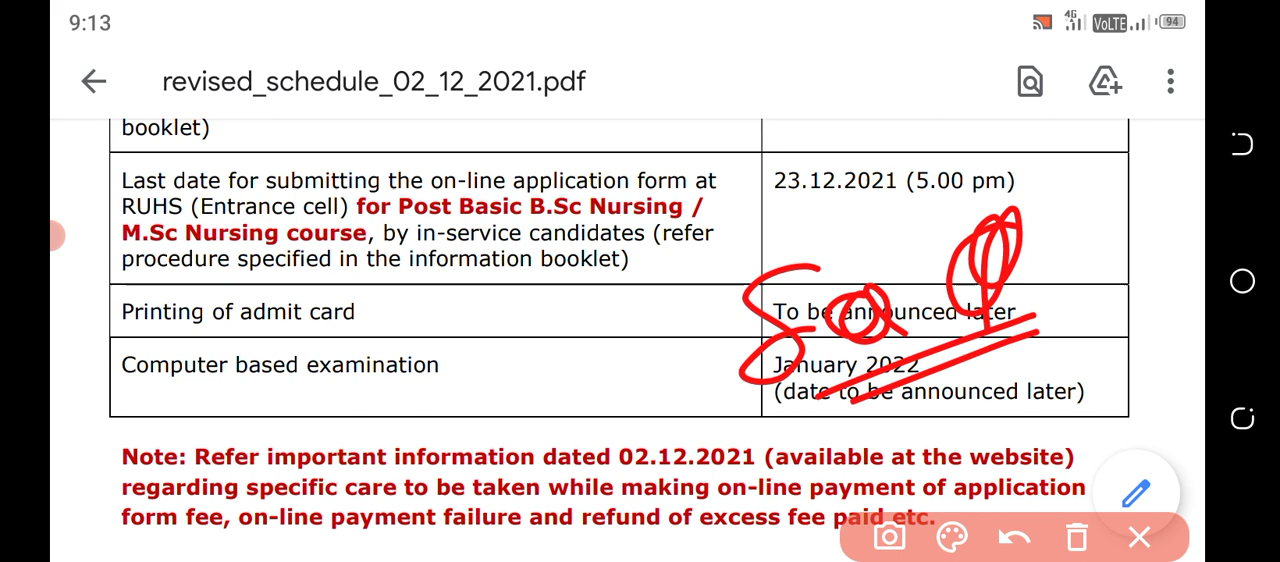 9:13
4G
VoLTE
94
revised_schedule_02_12_2021.pdf
booklet)
Last date for submitting the on-line application form at
RUHS (Entrance cell) for Post Basic B.Sc Nursing /
M.Sc Nursing course, by in-service candidates (refer
procedure specified in the information booklet)
23.12.2021 (5.00 pm)
Printing of admit card
To be announced later
Computer based examination
January 2022
(date to be announced later)
Note: Refer important information dated 02.12.2021 (available at the website)
regarding specific care to be taken while making on-line payment of application
form fee, on-line payment failure and refund of excess fee paid etc.